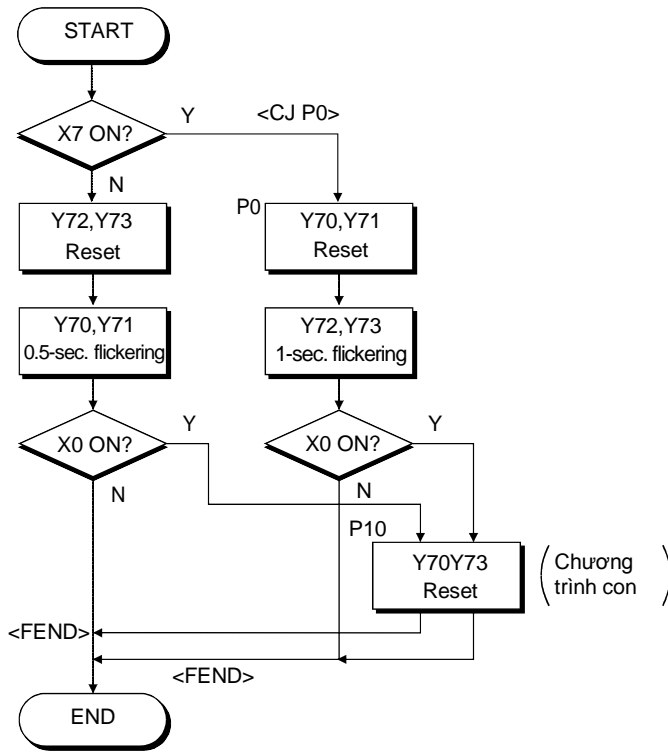 START
X7 ON?
Y
<CJ P0>
N
P0
Y72,Y73
Reset
Y70,Y71
Reset
Y70,Y71
0.5-sec. flickering
Y72,Y73
1-sec. flickering
X0 ON?
Y
X0 ON?
Y
N
N
P10
Y70Y73
Reset
(Chương
trình con)
<FEND>
<FEND>
END